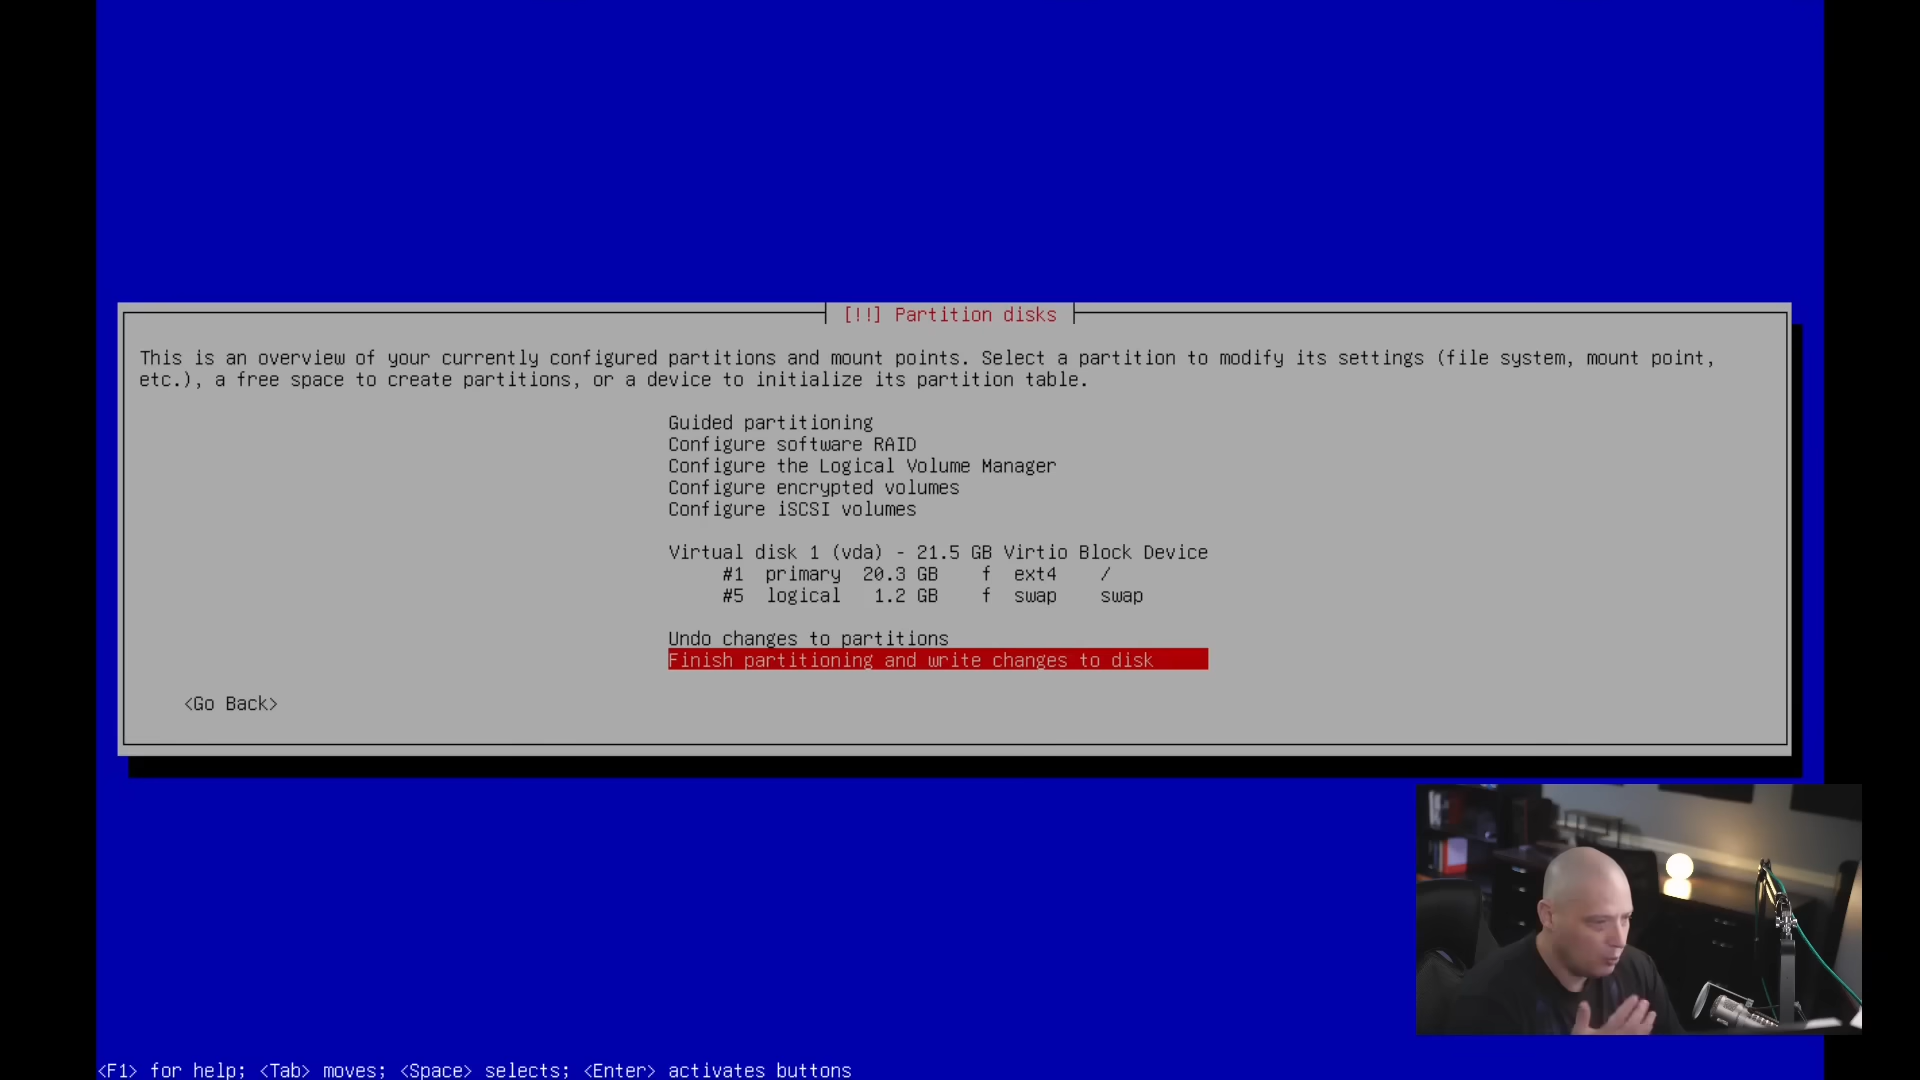 [!!] Partition disks
This is an overview of your currently configured partitions and mount points. Select a partition to modify its settings (file system, mount point,
etc.), a free space to create partitions, or a device to initialize its partition table.
Guided partitioning
Configure software RAID
Configure the Logical Volume Manager
Configure encrypted volumes
Configure iSCSI volumes
Virtual disk 1 (vda) - 21.5 GB Virtio Block Device
#1 primary 20.3 GB f ext4 /
#5 logical 1.2 GB f swap swap
Undo changes to partitions
Finish partitioning and write changes to disk
<Go Back>
<F1> for help; <Tab> moves; <Space> selects; <Enter> activates buttons